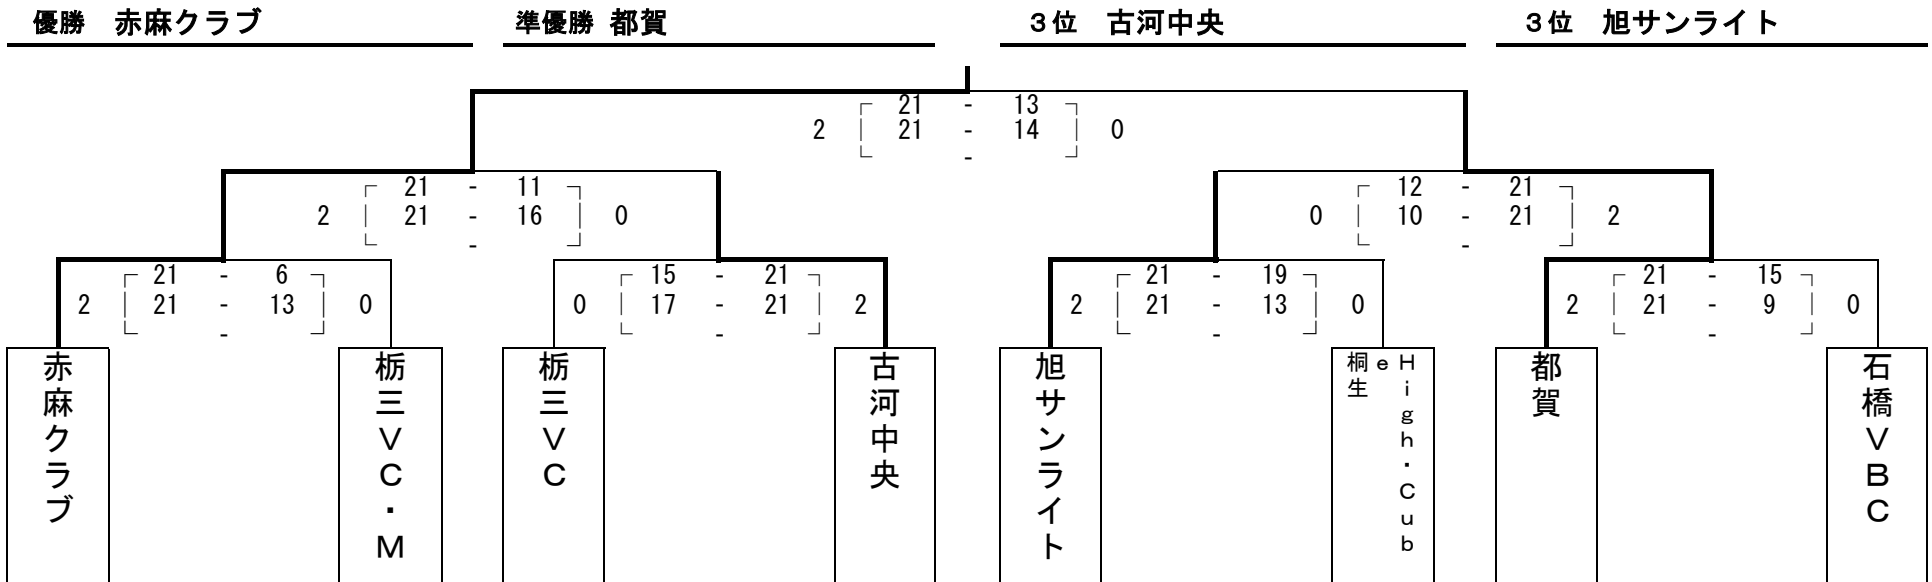 優勝 赤麻クラブ 準優勝 都賀 3位 古河中央 3位 旭サンライト
21 - 13
2 21 - 14 0
-
21 - 11 12 - 21
2 21 - 16 0 0 10 - 21 2
- -
21 - 6 15 - 21 21 - 19 21 - 15
2 21 - 13 0 0 17 - 21 2 2 21 - 13 0 2 21 - 9 0
- - - -
赤麻クラブ
栃三VC・M
栃三VC
古河中央
旭サンライト
High・Cub
e
桐生
都賀
石橋VBC